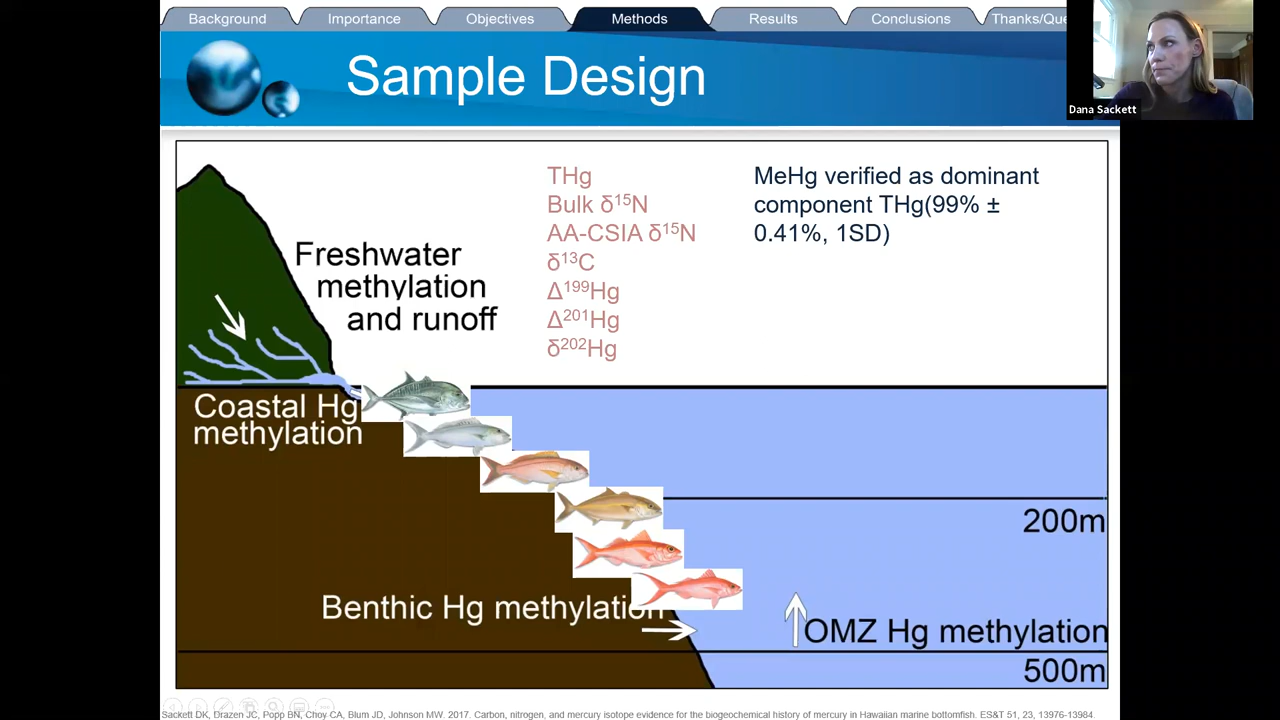 Background Importance Objectives Methods Results Conclusions Thanks/Que
Dana Sackett
Sample Design
THg
Bulk δ¹⁵N
AA-CSIA δ¹⁵N
δ¹³C
Δ¹⁹⁹Hg
Δ²⁰¹Hg
δ²⁰²Hg
MeHg verified as dominant
component THg(99% ±
0.41%, 1SD)
Freshwater
methylation
and runoff
Coastal Hg
methylation
200m
Benthic Hg methylation
OMZ Hg methylation
500m
Sackett DK, Drazen JC, Popp BN, Choy CA, Blum JD, Johnson MW. 2017. Carbon, nitrogen, and mercury isotope evidence for the biogeochemical history of mercury in Hawaiian marine bottomfish. ES&T 51, 23, 13976-13984.